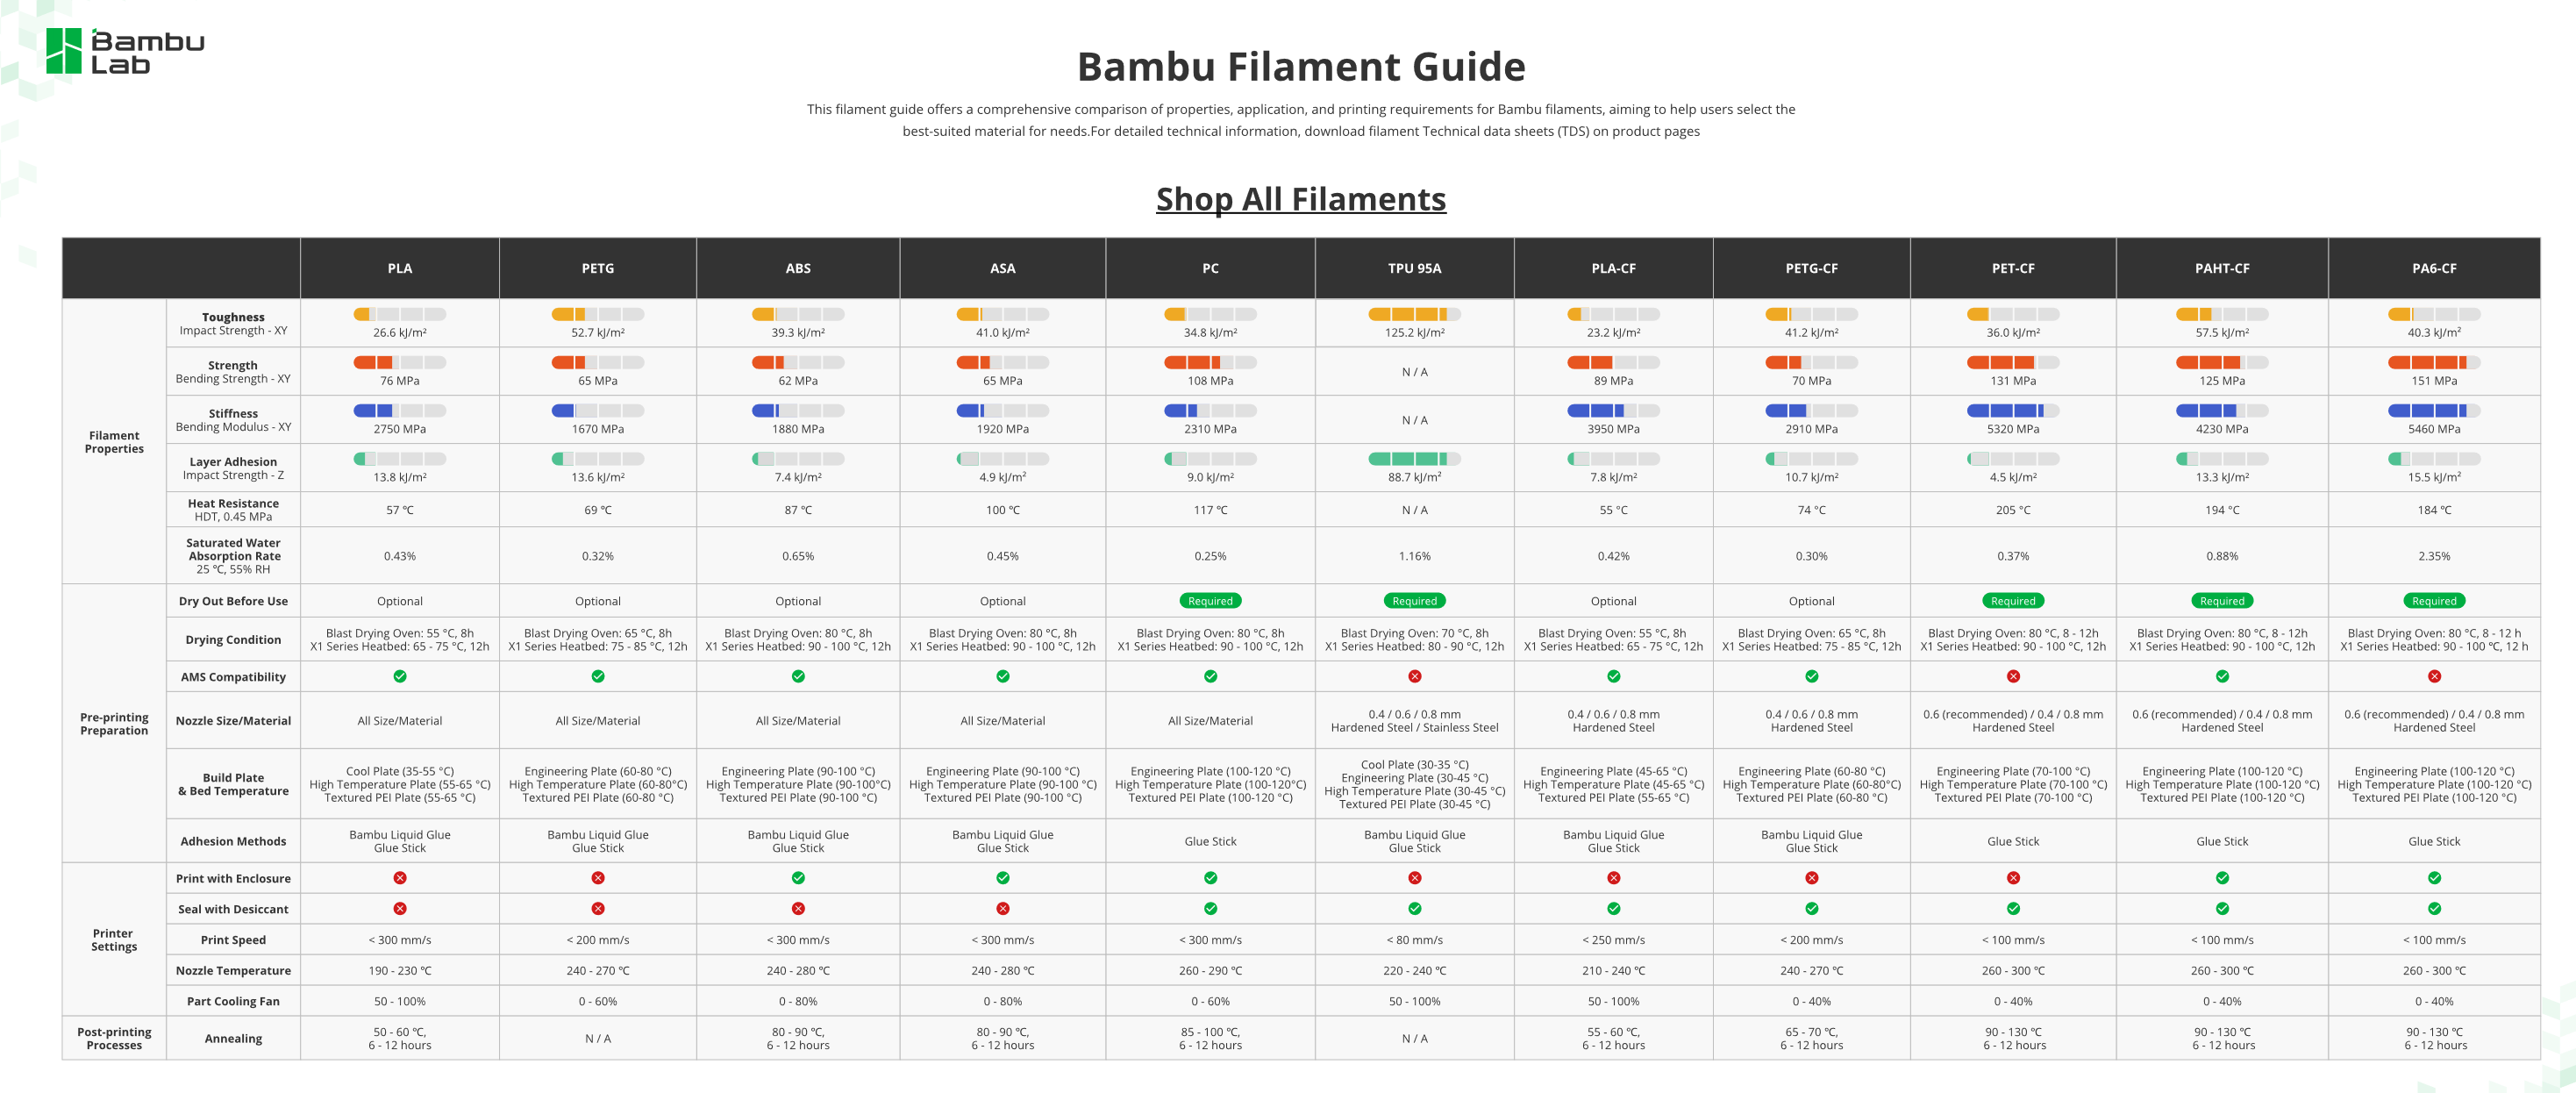 Bambu
Lab
Bambu Filament Guide
This filament guide offers a comprehensive comparison of properties, application, and printing requirements for Bambu filaments, aiming to help users select the
best-suited material for needs.For detailed technical information, download filament Technical data sheets (TDS) on product pages
Shop All Filaments
PLA PETG ABS ASA PC TPU 95A PLA-CF PETG-CF PET-CF PAHT-CF PA6-CF
Filament
Properties
Toughness
Impact Strength - XY
26.6 kJ/m² 52.7 kJ/m² 39.3 kJ/m² 41.0 kJ/m² 34.8 kJ/m² 125.2 kJ/m² 23.2 kJ/m² 41.2 kJ/m² 36.0 kJ/m² 57.5 kJ/m² 40.3 kJ/m²
Strength
Bending Strength - XY
76 MPa 65 MPa 62 MPa 65 MPa 108 MPa N / A 89 MPa 70 MPa 131 MPa 125 MPa 151 MPa
Stiffness
Bending Modulus - XY
2750 MPa 1670 MPa 1880 MPa 1920 MPa 2310 MPa N / A 3950 MPa 2910 MPa 5320 MPa 4230 MPa 5460 MPa
Layer Adhesion
Impact Strength - Z
13.8 kJ/m² 13.6 kJ/m² 7.4 kJ/m² 4.9 kJ/m² 9.0 kJ/m² 88.7 kJ/m² 7.8 kJ/m² 10.7 kJ/m² 4.5 kJ/m² 13.3 kJ/m² 15.5 kJ/m²
Heat Resistance
HDT, 0.45 MPa
57 °C 69 °C 87 °C 100 °C 117 °C N / A 55 °C 74 °C 205 °C 194 °C 184 °C
Saturated Water
Absorption Rate
25 °C, 55% RH
0.43% 0.32% 0.65% 0.45% 0.25% 1.16% 0.42% 0.30% 0.37% 0.88% 2.35%
Pre-printing
Preparation
Dry Out Before Use
Optional Optional Optional Optional Required Required Optional Optional Required Required Required
Drying Condition
Blast Drying Oven: 55 °C, 8h Blast Drying Oven: 65 °C, 8h Blast Drying Oven: 80 °C, 8h Blast Drying Oven: 80 °C, 8h Blast Drying Oven: 80 °C, 8h Blast Drying Oven: 70 °C, 8h Blast Drying Oven: 55 °C, 8h Blast Drying Oven: 65 °C, 8h Blast Drying Oven: 80 °C, 8 - 12h Blast Drying Oven: 80 °C, 8 - 12h Blast Drying Oven: 80 °C, 8 - 12 h
X1 Series Heatbed: 65 - 75 °C, 12h X1 Series Heatbed: 75 - 85 °C, 12h X1 Series Heatbed: 90 - 100 °C, 12h X1 Series Heatbed: 90 - 100 °C, 12h X1 Series Heatbed: 90 - 100 °C, 12h X1 Series Heatbed: 80 - 90 °C, 12h X1 Series Heatbed: 65 - 75 °C, 12h X1 Series Heatbed: 75 - 85 °C, 12h X1 Series Heatbed: 90 - 100 °C, 12h X1 Series Heatbed: 90 - 100 °C, 12h X1 Series Heatbed: 90 - 100 °C, 12 h
AMS Compatibility
Nozzle Size/Material
All Size/Material All Size/Material All Size/Material All Size/Material All Size/Material 0.4 / 0.6 / 0.8 mm 0.4 / 0.6 / 0.8 mm 0.4 / 0.6 / 0.8 mm 0.6 (recommended) / 0.4 / 0.8 mm 0.6 (recommended) / 0.4 / 0.8 mm 0.6 (recommended) / 0.4 / 0.8 mm
Hardened Steel / Stainless Steel Hardened Steel Hardened Steel Hardened Steel Hardened Steel Hardened Steel
Build Plate
& Bed Temperature
Cool Plate (35-55 °C)
High Temperature Plate (55-65 °C)
Textured PEI Plate (55-65 °C)
Engineering Plate (60-80 °C)
High Temperature Plate (60-80°C)
Textured PEI Plate (60-80 °C)
Engineering Plate (90-100 °C)
High Temperature Plate (90-100°C)
Textured PEI Plate (90-100 °C)
Engineering Plate (90-100 °C)
High Temperature Plate (90-100 °C)
Textured PEI Plate (90-100 °C)
Engineering Plate (100-120 °C)
High Temperature Plate (100-120°C)
Textured PEI Plate (100-120 °C)
Cool Plate (30-35 °C)
Engineering Plate (30-45 °C)
High Temperature Plate (30-45 °C)
Textured PEI Plate (30-45 °C)
Engineering Plate (45-65 °C)
High Temperature Plate (45-65 °C)
Textured PEI Plate (55-65 °C)
Engineering Plate (60-80 °C)
High Temperature Plate (60-80°C)
Textured PEI Plate (60-80 °C)
Engineering Plate (70-100 °C)
High Temperature Plate (70-100 °C)
Textured PEI Plate (70-100 °C)
Engineering Plate (100-120 °C)
High Temperature Plate (100-120 °C)
Textured PEI Plate (100-120 °C)
Engineering Plate (100-120 °C)
High Temperature Plate (100-120 °C)
Textured PEI Plate (100-120 °C)
Adhesion Methods
Bambu Liquid Glue Bambu Liquid Glue Bambu Liquid Glue Bambu Liquid Glue Glue Stick Bambu Liquid Glue Bambu Liquid Glue Bambu Liquid Glue Glue Stick Glue Stick Glue Stick
Glue Stick Glue Stick Glue Stick Glue Stick Glue Stick Glue Stick Glue Stick
Printer
Settings
Print with Enclosure
Seal with Desiccant
Print Speed
< 300 mm/s < 200 mm/s < 300 mm/s < 300 mm/s < 300 mm/s < 80 mm/s < 250 mm/s < 200 mm/s < 100 mm/s < 100 mm/s < 100 mm/s
Nozzle Temperature
190 - 230 °C 240 - 270 °C 240 - 280 °C 240 - 280 °C 260 - 290 °C 220 - 240 °C 210 - 240 °C 240 - 270 °C 260 - 300 °C 260 - 300 °C 260 - 300 °C
Part Cooling Fan
50 - 100% 0 - 60% 0 - 80% 0 - 80% 0 - 60% 50 - 100% 50 - 100% 0 - 40% 0 - 40% 0 - 40% 0 - 40%
Post-printing
Processes
Annealing
50 - 60 °C, N / A 80 - 90 °C, 80 - 90 °C, 85 - 100 °C, N / A 55 - 60 °C, 65 - 70 °C, 90 - 130 °C 90 - 130 °C 90 - 130 °C
6 - 12 hours 6 - 12 hours 6 - 12 hours 6 - 12 hours 6 - 12 hours 6 - 12 hours 6 - 12 hours 6 - 12 hours 6 - 12 hours